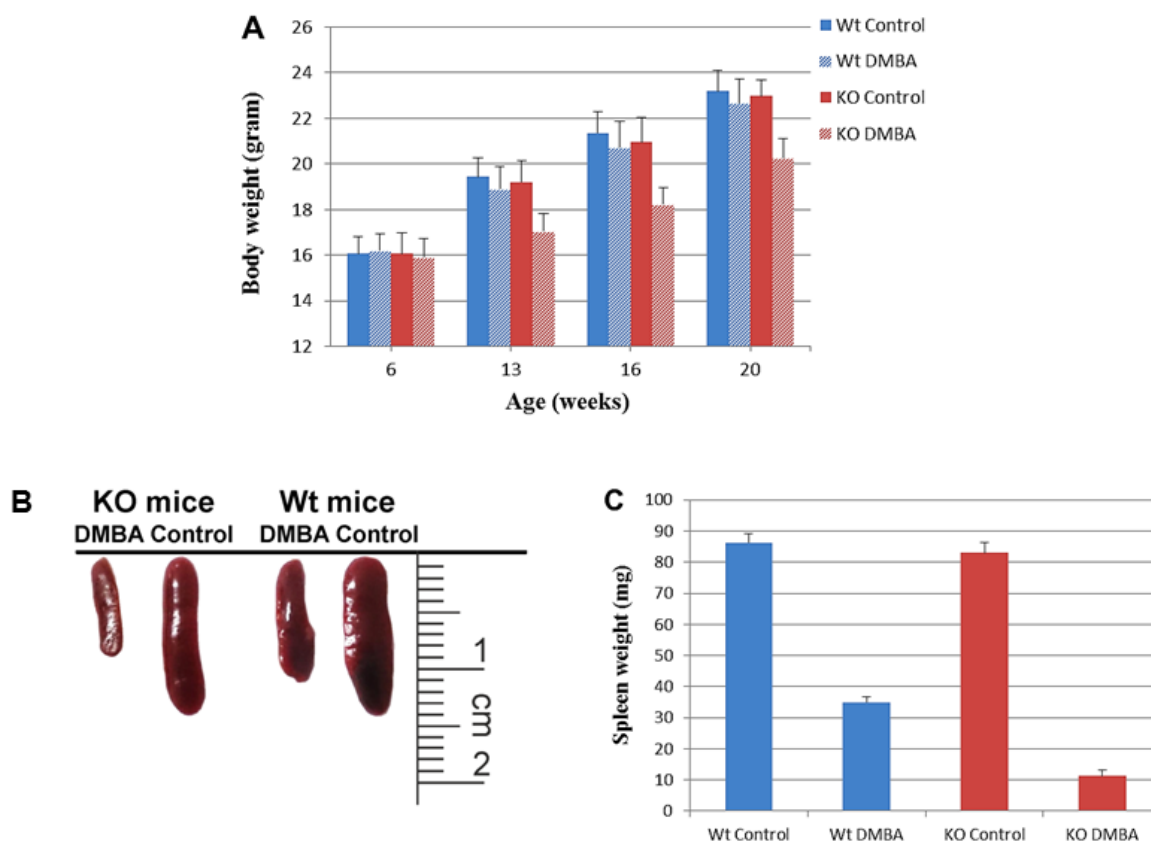 A
Body weight (gram)
26
24
22
20
18
16
14
12
6 13 16 20
Age (weeks)
Wt Control
Wt DMBA
KO Control
KO DMBA
B
KO mice Wt mice
DMBA Control DMBA Control
1
cm
2
C
Spleen weight (mg)
100
90
80
70
60
50
40
30
20
10
0
Wt Control Wt DMBA KO Control KO DMBA